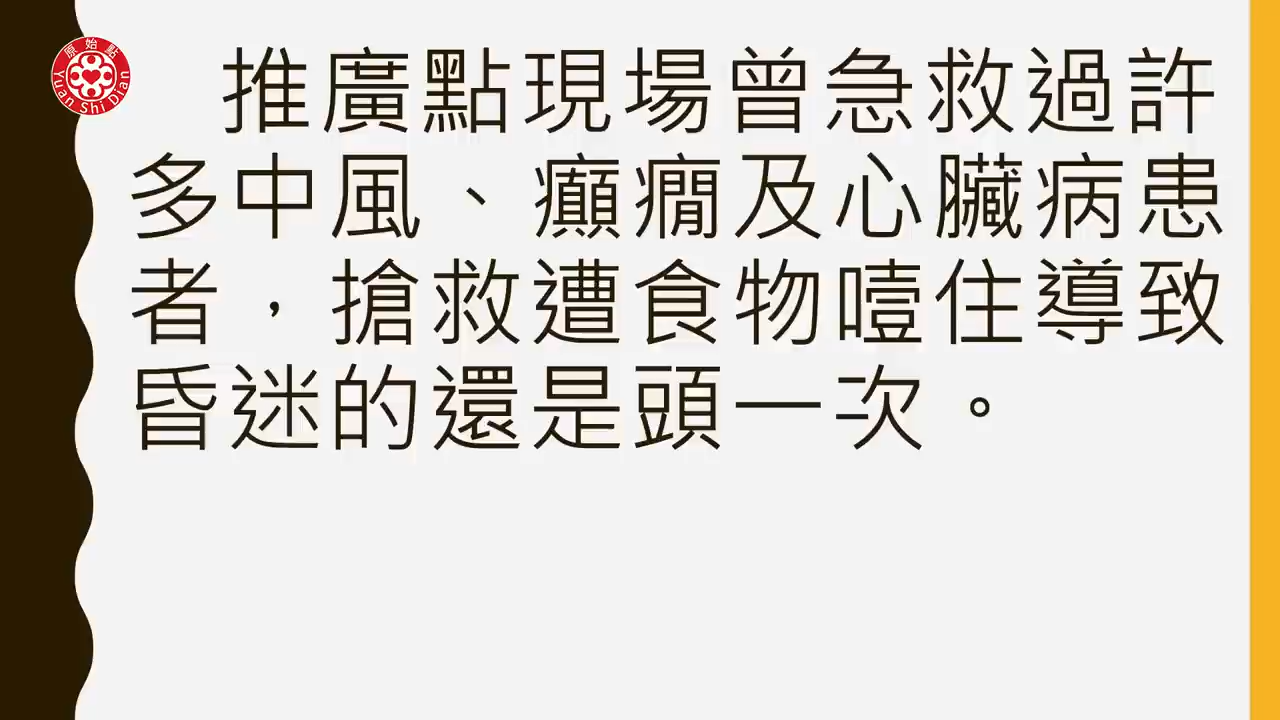 原始點
Yuan Shi Dian
推廣點現場曾急救過許
多中風、癲癇及心臟病患
者，搶救遭食物噎住導致
昏迷的還是頭一次。